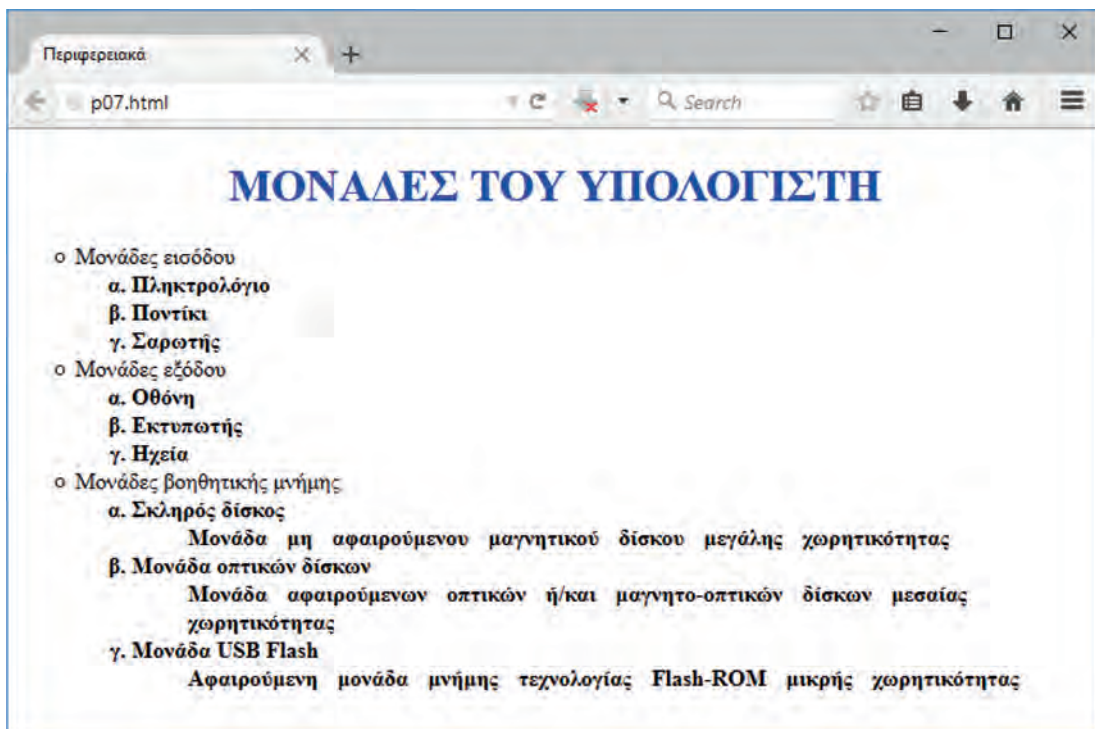 Περιφερειακά
p07.html
Search
ΜΟΝΑΔΕΣ ΤΟΥ ΥΠΟΛΟΓΙΣΤΗ
Μονάδες εισόδου
α. Πληκτρολόγιο
β. Ποντίκι
γ. Σαρωτής
Μονάδες εξόδου
α. Οθόνη
β. Εκτυπωτής
γ. Ηχεία
Μονάδες βοηθητικής μνήμης
α. Σκληρός δίσκος
Μονάδα μη αφαιρούμενου μαγνητικού δίσκου μεγάλης χωρητικότητας
β. Μονάδα οπτικών δίσκων
Μονάδα αφαιρούμενων οπτικών ή/και μαγνητο-οπτικών δίσκων μεσαίας
χωρητικότητας
γ. Μονάδα USB Flash
Αφαιρούμενη μονάδα μνήμης τεχνολογίας Flash-ROM μικρής χωρητικότητας